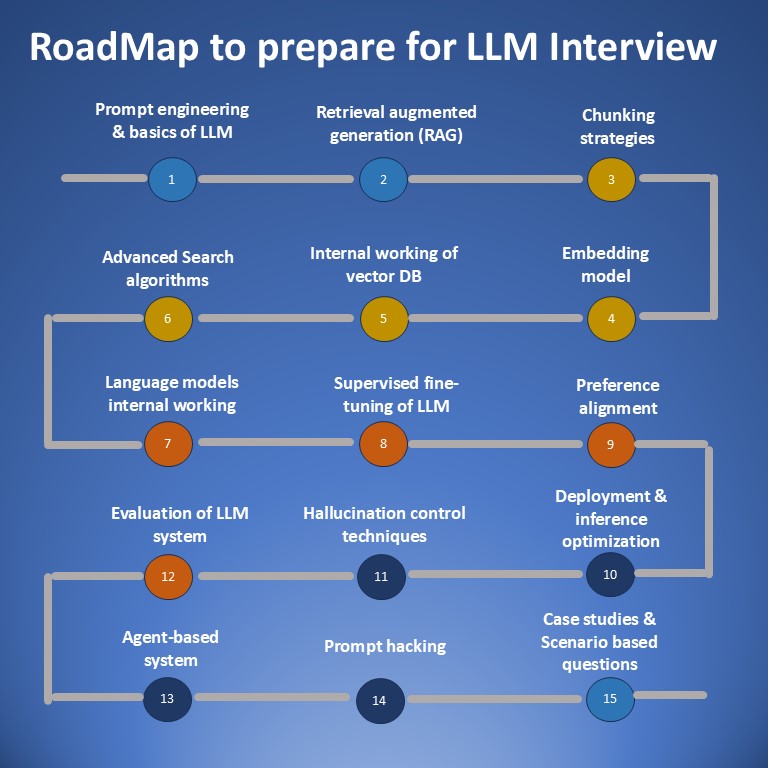 RoadMap to prepare for LLM Interview
Prompt engineering
& basics of LLM
1
Retrieval augmented
generation (RAG)
2
Chunking
strategies
3
Embedding
model
4
Internal working of
vector DB
5
Advanced Search
algorithms
6
Language models
internal working
7
Supervised fine-
tuning of LLM
8
Preference
alignment
9
Deployment &
inference
optimization
10
Hallucination control
techniques
11
Evaluation of LLM
system
12
Agent-based
system
13
Prompt hacking
14
Case studies &
Scenario based
questions
15